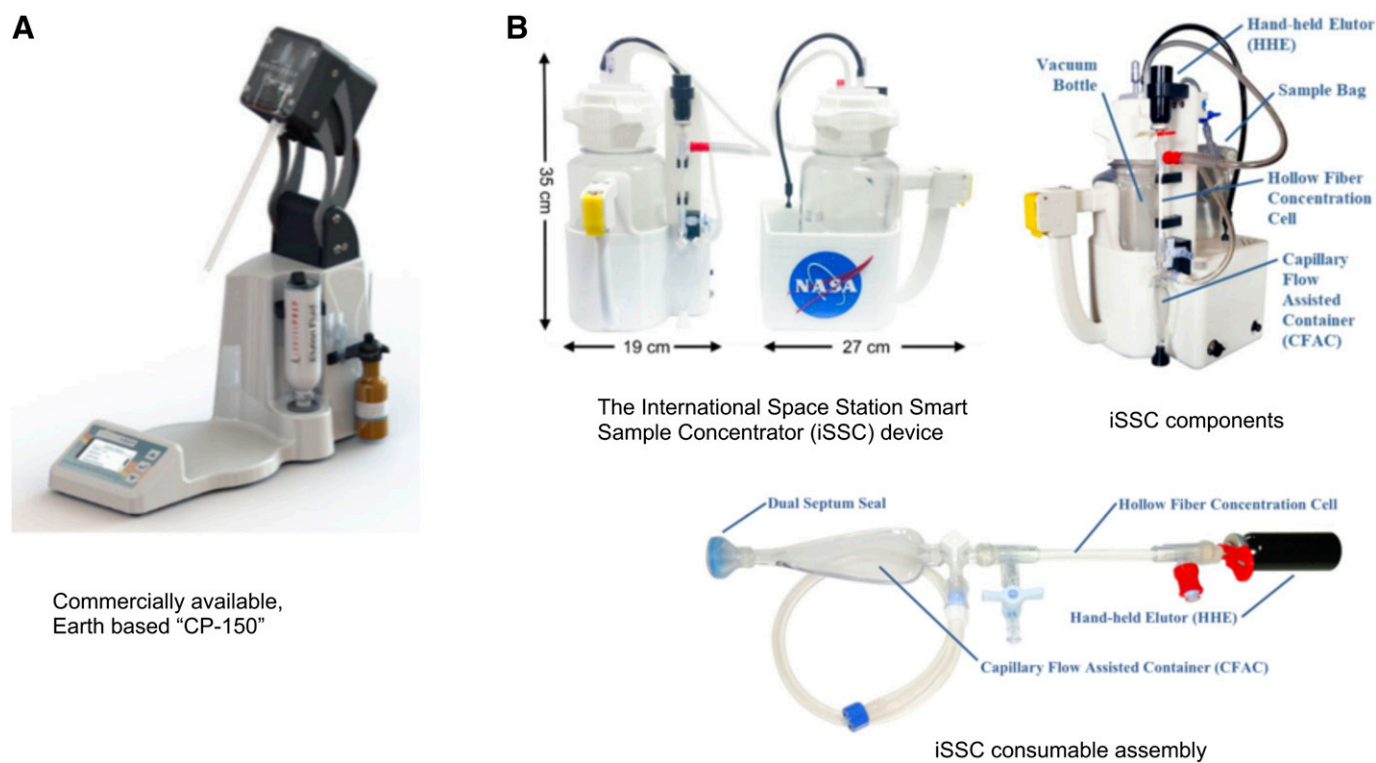 A
B
35 cm
NASA
19 cm
27 cm
The International Space Station Smart
Sample Concentrator (iSSC) device
Vacuum
Bottle
Hand-held Elutor
(HHE)
Sample Bag
Hollow Fiber
Concentration
Cell
Capillary
Flow
Assisted
Container
(CFAC)
iSSC components
Elution Fluid
Commercially available,
Earth based “CP-150”
Dual Septum Seal
Hollow Fiber Concentration Cell
Hand-held Elutor (HHE)
Capillary Flow Assisted Container (CFAC)
iSSC consumable assembly